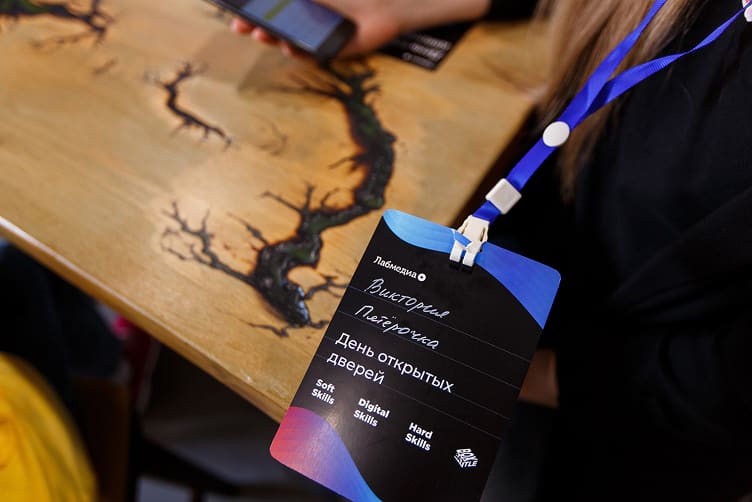 Лабмедиа
Виктория
Пятёрочка
День открытых
дверей
Soft
Skills
Digital
Skills
Hard
Skills